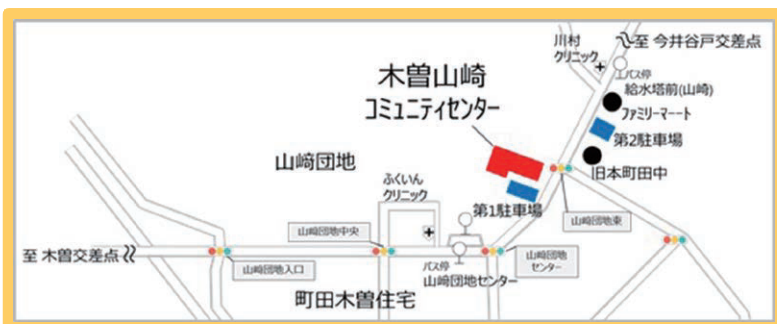 川村
クリニック
至 今井谷戸交差点
バス停
給水塔前(山崎)
ファミリーマート
第2駐車場
旧本町田中
木曽山崎
コミュニティセンター
山﨑団地
ふくいん
クリニック
第1駐車場
山﨑団地東
山﨑団地中央
至 木曽交差点
山﨑団地入口
バス停
山﨑団地センター
山﨑団地
センター
町田木曽住宅